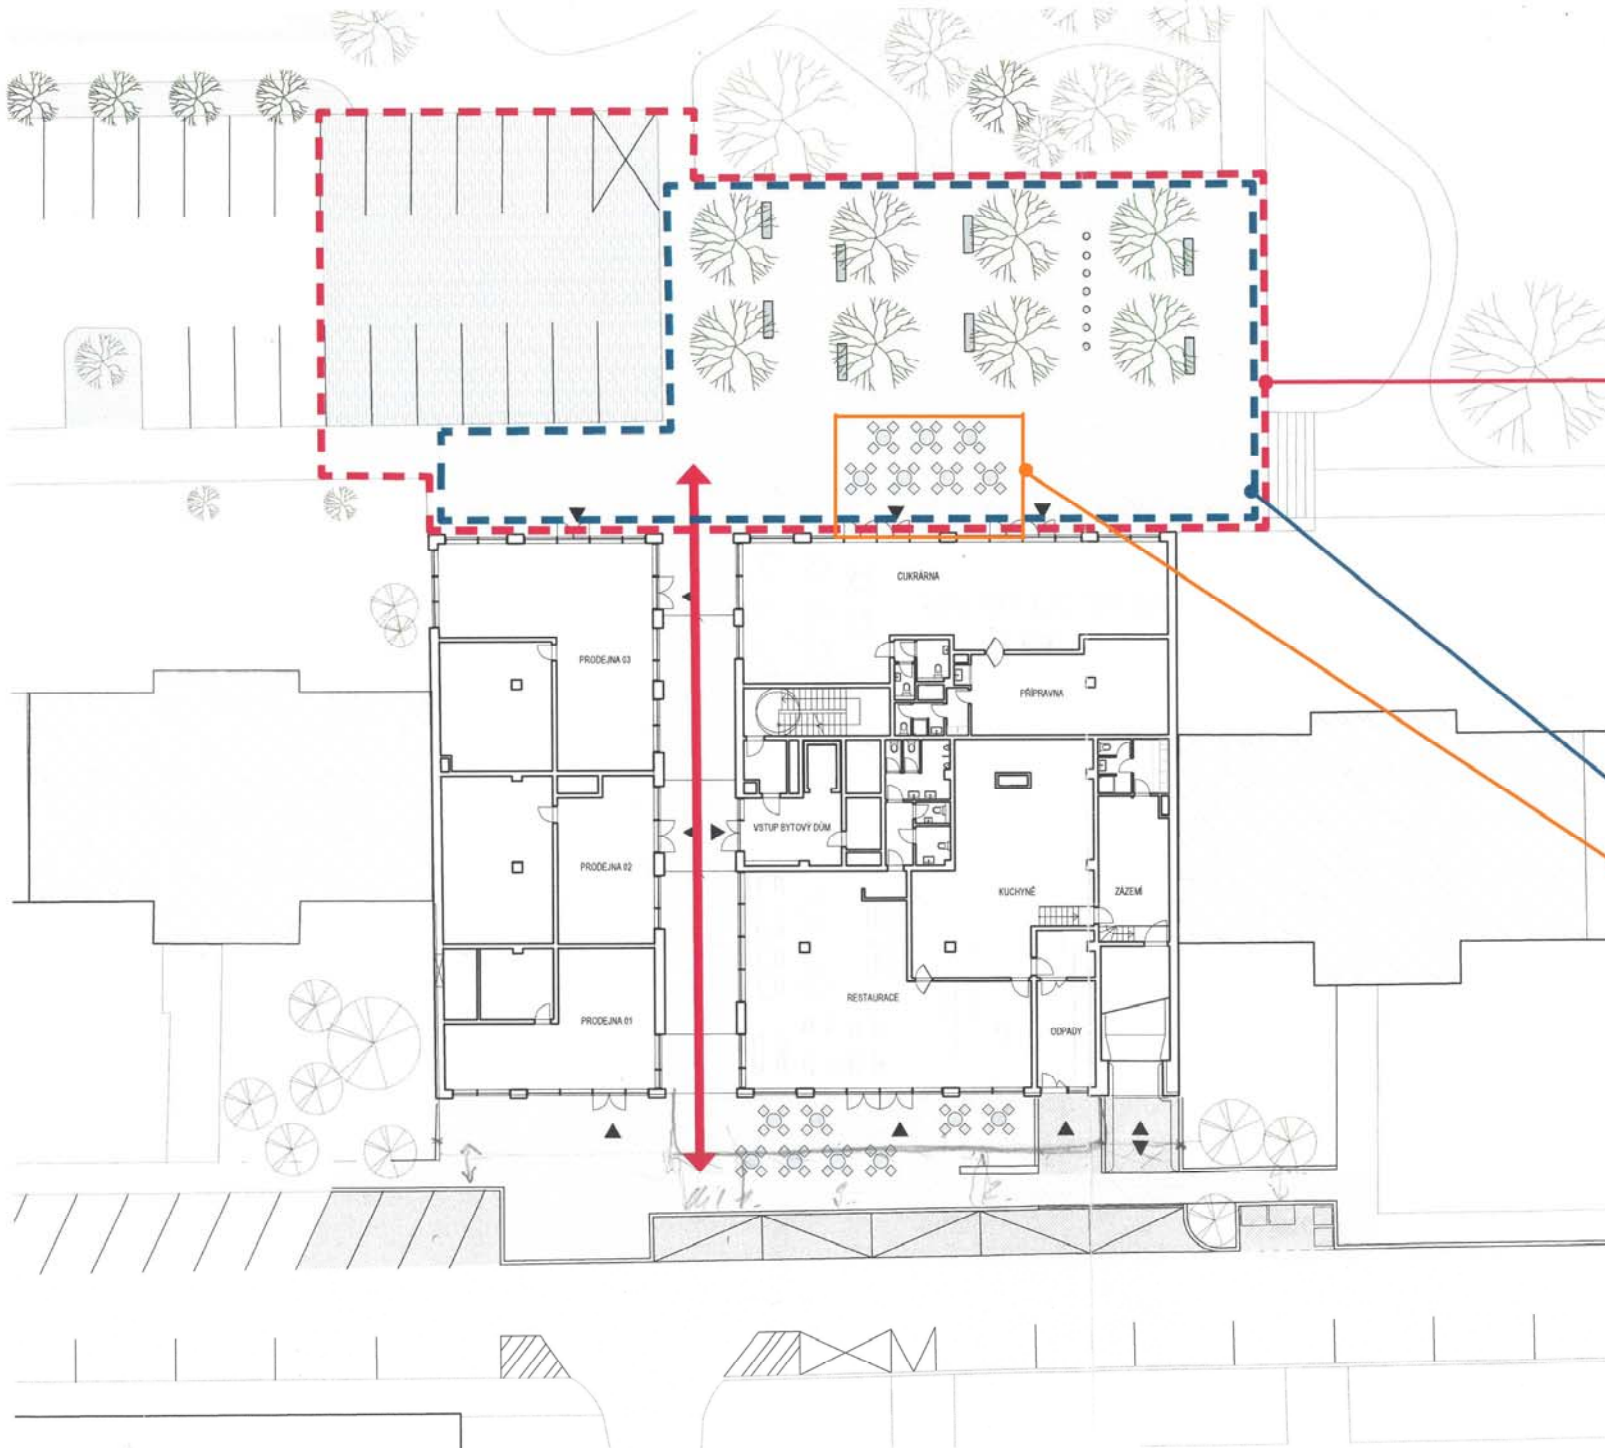 CUKRÁRNA
PRODEJNA 03
PŘÍPRAVNA
VSTUP BYTOVÝ DŮM
PRODEJNA 02
KUCHYNĚ
ZÁZEMÍ
RESTAURACE
PRODEJNA 01
ODPADY